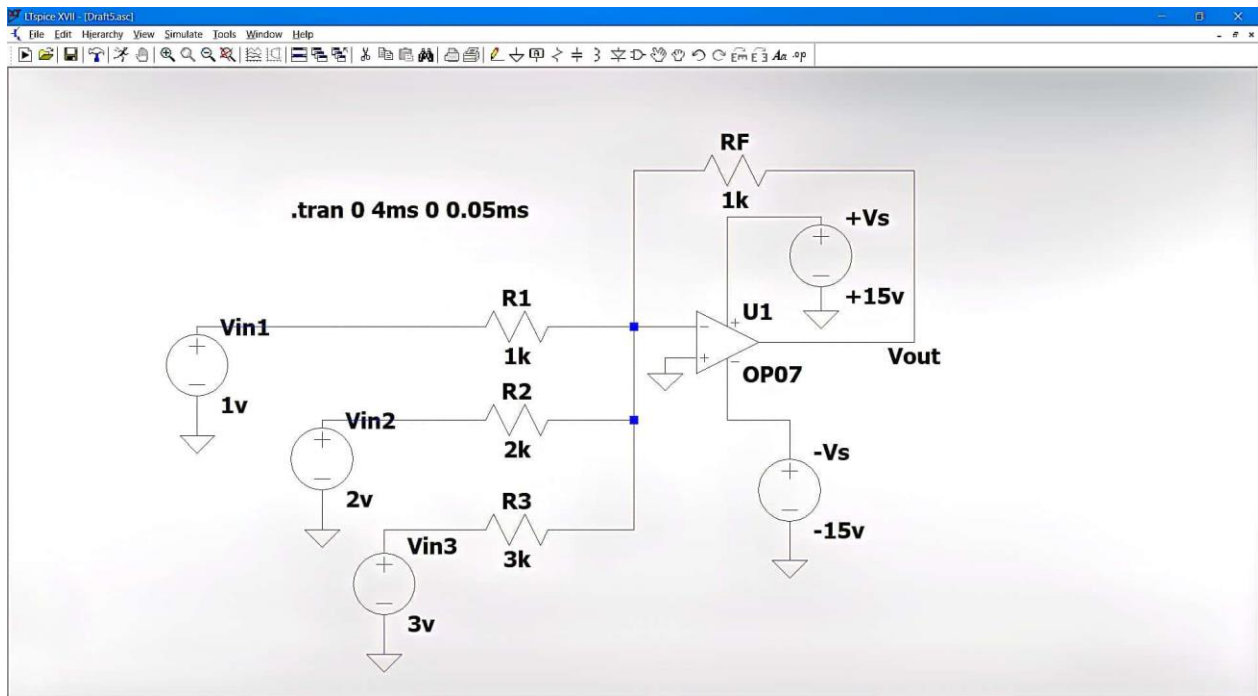 LTspice XVII - [Draft5.asc]
File Edit Hierarchy View Simulate Tools Window Help
.op
RF
1k
.tran 0 4ms 0 0.05ms
+Vs
+15v
R1
1k
Vin1
1v
U1
OP07
Vout
R2
2k
Vin2
2v
-Vs
-15v
R3
3k
Vin3
3v